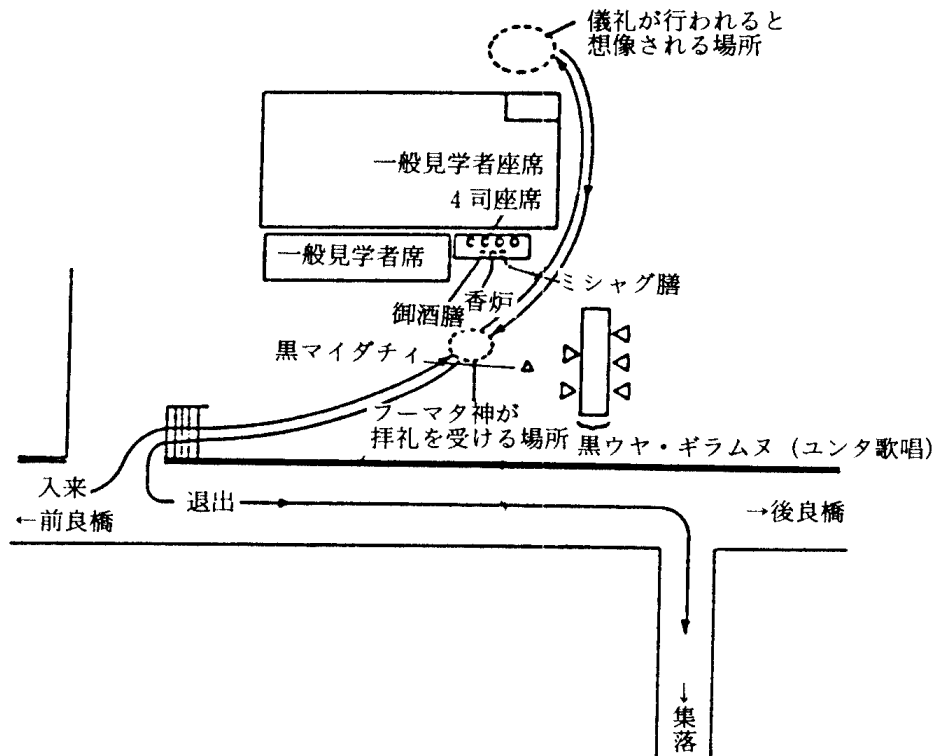 儀礼が行われると
想像される場所
一般見学者座席
4司座席
一般見学者席
ミシャグ膳
香炉
御酒膳
黒マイダチィ
フーマタ神が
拝礼を受ける場所
黒ウヤ・ギラムヌ(ユンタ歌唱)
入来
退出
←前良橋
→後良橋
→集落